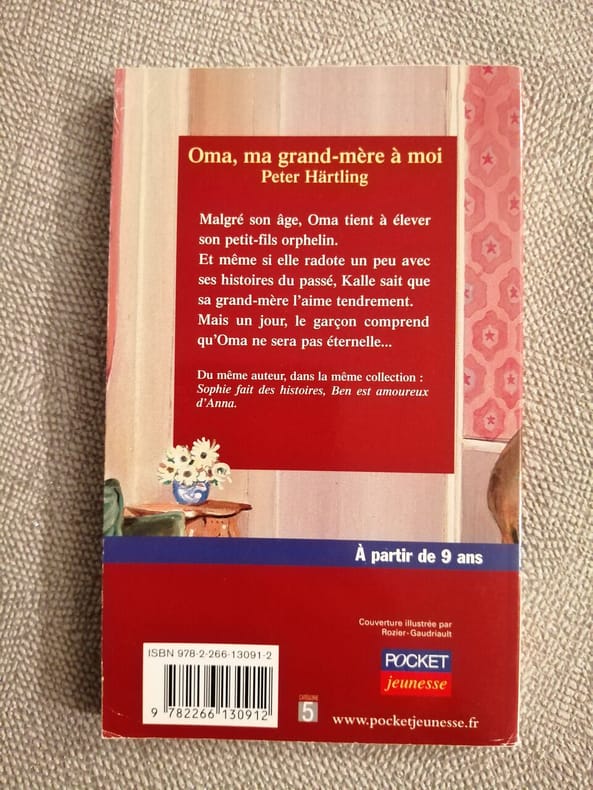 Oma, ma grand-mère à moi
Peter Härtling
Malgré son âge, Oma tient à élever
son petit-fils orphelin.
Et même si elle radote un peu avec
ses histoires du passé, Kalle sait que
sa grand-mère l'aime tendrement.
Mais un jour, le garçon comprend
qu'Oma ne sera pas éternelle...
Du même auteur, dans la même collection :
Sophie fait des histoires, Ben est amoureux
d'Anna.
À partir de 9 ans
Couverture illustrée par
Rozier-Gaudriault
ISBN 978-2-266-13091-2
POCKET
jeunesse
CATÉGORIE
5
9 782266 130912
www.pocketjeunesse.fr